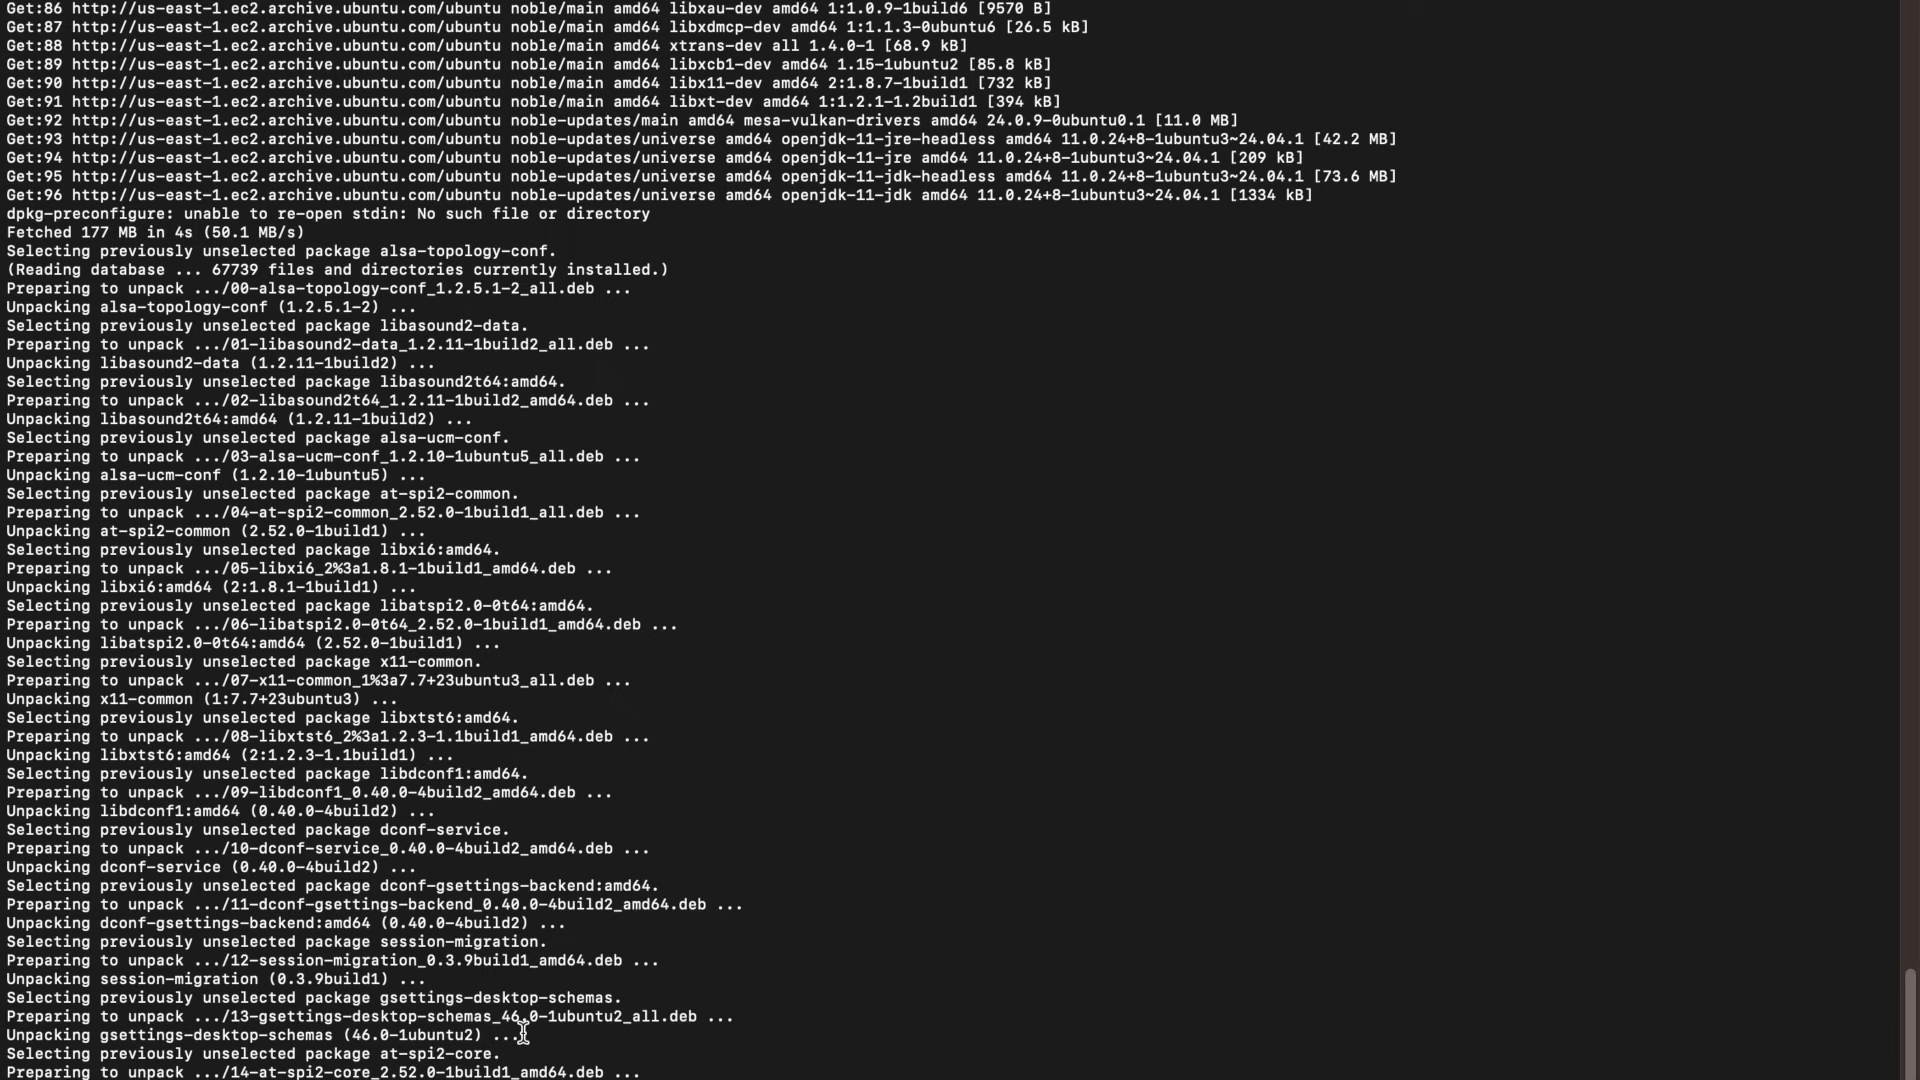 Get:86 http://us-east-1.ec2.archive.ubuntu.com/ubuntu noble/main amd64 libxau-dev amd64 1:1.0.9-1build6 [9570 B]
Get:87 http://us-east-1.ec2.archive.ubuntu.com/ubuntu noble/main amd64 libxdmcp-dev amd64 1:1.1.3-0ubuntu6 [26.5 kB]
Get:88 http://us-east-1.ec2.archive.ubuntu.com/ubuntu noble/main amd64 xtrans-dev all 1.4.0-1 [68.9 kB]
Get:89 http://us-east-1.ec2.archive.ubuntu.com/ubuntu noble/main amd64 libxcb1-dev amd64 1.15-1ubuntu2 [85.8 kB]
Get:90 http://us-east-1.ec2.archive.ubuntu.com/ubuntu noble/main amd64 libx11-dev amd64 2:1.8.7-1build1 [732 kB]
Get:91 http://us-east-1.ec2.archive.ubuntu.com/ubuntu noble/main amd64 libxt-dev amd64 1:1.2.1-1.2build1 [394 kB]
Get:92 http://us-east-1.ec2.archive.ubuntu.com/ubuntu noble-updates/main amd64 mesa-vulkan-drivers amd64 24.0.9-0ubuntu0.1 [11.0 MB]
Get:93 http://us-east-1.ec2.archive.ubuntu.com/ubuntu noble-updates/universe amd64 openjdk-11-jre-headless amd64 11.0.24+8-1ubuntu3~24.04.1 [42.2 MB]
Get:94 http://us-east-1.ec2.archive.ubuntu.com/ubuntu noble-updates/universe amd64 openjdk-11-jre amd64 11.0.24+8-1ubuntu3~24.04.1 [209 kB]
Get:95 http://us-east-1.ec2.archive.ubuntu.com/ubuntu noble-updates/universe amd64 openjdk-11-jdk-headless amd64 11.0.24+8-1ubuntu3~24.04.1 [73.6 MB]
Get:96 http://us-east-1.ec2.archive.ubuntu.com/ubuntu noble-updates/universe amd64 openjdk-11-jdk amd64 11.0.24+8-1ubuntu3~24.04.1 [1334 kB]
dpkg-preconfigure: unable to re-open stdin: No such file or directory
Fetched 177 MB in 4s (50.1 MB/s)
Selecting previously unselected package alsa-topology-conf.
(Reading database ... 67739 files and directories currently installed.)
Preparing to unpack .../00-alsa-topology-conf_1.2.5.1-2_all.deb ...
Unpacking alsa-topology-conf (1.2.5.1-2) ...
Selecting previously unselected package libasound2-data.
Preparing to unpack .../01-libasound2-data_1.2.11-1build2_all.deb ...
Unpacking libasound2-data (1.2.11-1build2) ...
Selecting previously unselected package libasound2t64:amd64.
Preparing to unpack .../02-libasound2t64_1.2.11-1build2_amd64.deb ...
Unpacking libasound2t64:amd64 (1.2.11-1build2) ...
Selecting previously unselected package alsa-ucm-conf.
Preparing to unpack .../03-alsa-ucm-conf_1.2.10-1ubuntu5_all.deb ...
Unpacking alsa-ucm-conf (1.2.10-1ubuntu5) ...
Selecting previously unselected package at-spi2-common.
Preparing to unpack .../04-at-spi2-common_2.52.0-1build1_all.deb ...
Unpacking at-spi2-common (2.52.0-1build1) ...
Selecting previously unselected package libxi6:amd64.
Preparing to unpack .../05-libxi6_2%3a1.8.1-1build1_amd64.deb ...
Unpacking libxi6:amd64 (2:1.8.1-1build1) ...
Selecting previously unselected package libatspi2.0-0t64:amd64.
Preparing to unpack .../06-libatspi2.0-0t64_2.52.0-1build1_amd64.deb ...
Unpacking libatspi2.0-0t64:amd64 (2.52.0-1build1) ...
Selecting previously unselected package x11-common.
Preparing to unpack .../07-x11-common_1%3a7.7+23ubuntu3_all.deb ...
Unpacking x11-common (1:7.7+23ubuntu3) ...
Selecting previously unselected package libxtst6:amd64.
Preparing to unpack .../08-libxtst6_2%3a1.2.3-1.1build1_amd64.deb ...
Unpacking libxtst6:amd64 (2:1.2.3-1.1build1) ...
Selecting previously unselected package libdconf1:amd64.
Preparing to unpack .../09-libdconf1_0.40.0-4build2_amd64.deb ...
Unpacking libdconf1:amd64 (0.40.0-4build2) ...
Selecting previously unselected package dconf-service.
Preparing to unpack .../10-dconf-service_0.40.0-4build2_amd64.deb ...
Unpacking dconf-service (0.40.0-4build2) ...
Selecting previously unselected package dconf-gsettings-backend:amd64.
Preparing to unpack .../11-dconf-gsettings-backend_0.40.0-4build2_amd64.deb ...
Unpacking dconf-gsettings-backend:amd64 (0.40.0-4build2) ...
Selecting previously unselected package session-migration.
Preparing to unpack .../12-session-migration_0.3.9build1_amd64.deb ...
Unpacking session-migration (0.3.9build1) ...
Selecting previously unselected package gsettings-desktop-schemas.
Preparing to unpack .../13-gsettings-desktop-schemas_46.0-1ubuntu2_all.deb ...
Unpacking gsettings-desktop-schemas (46.0-1ubuntu2) ...
Selecting previously unselected package at-spi2-core.
Preparing to unpack .../14-at-spi2-core_2.52.0-1build1_amd64.deb ...